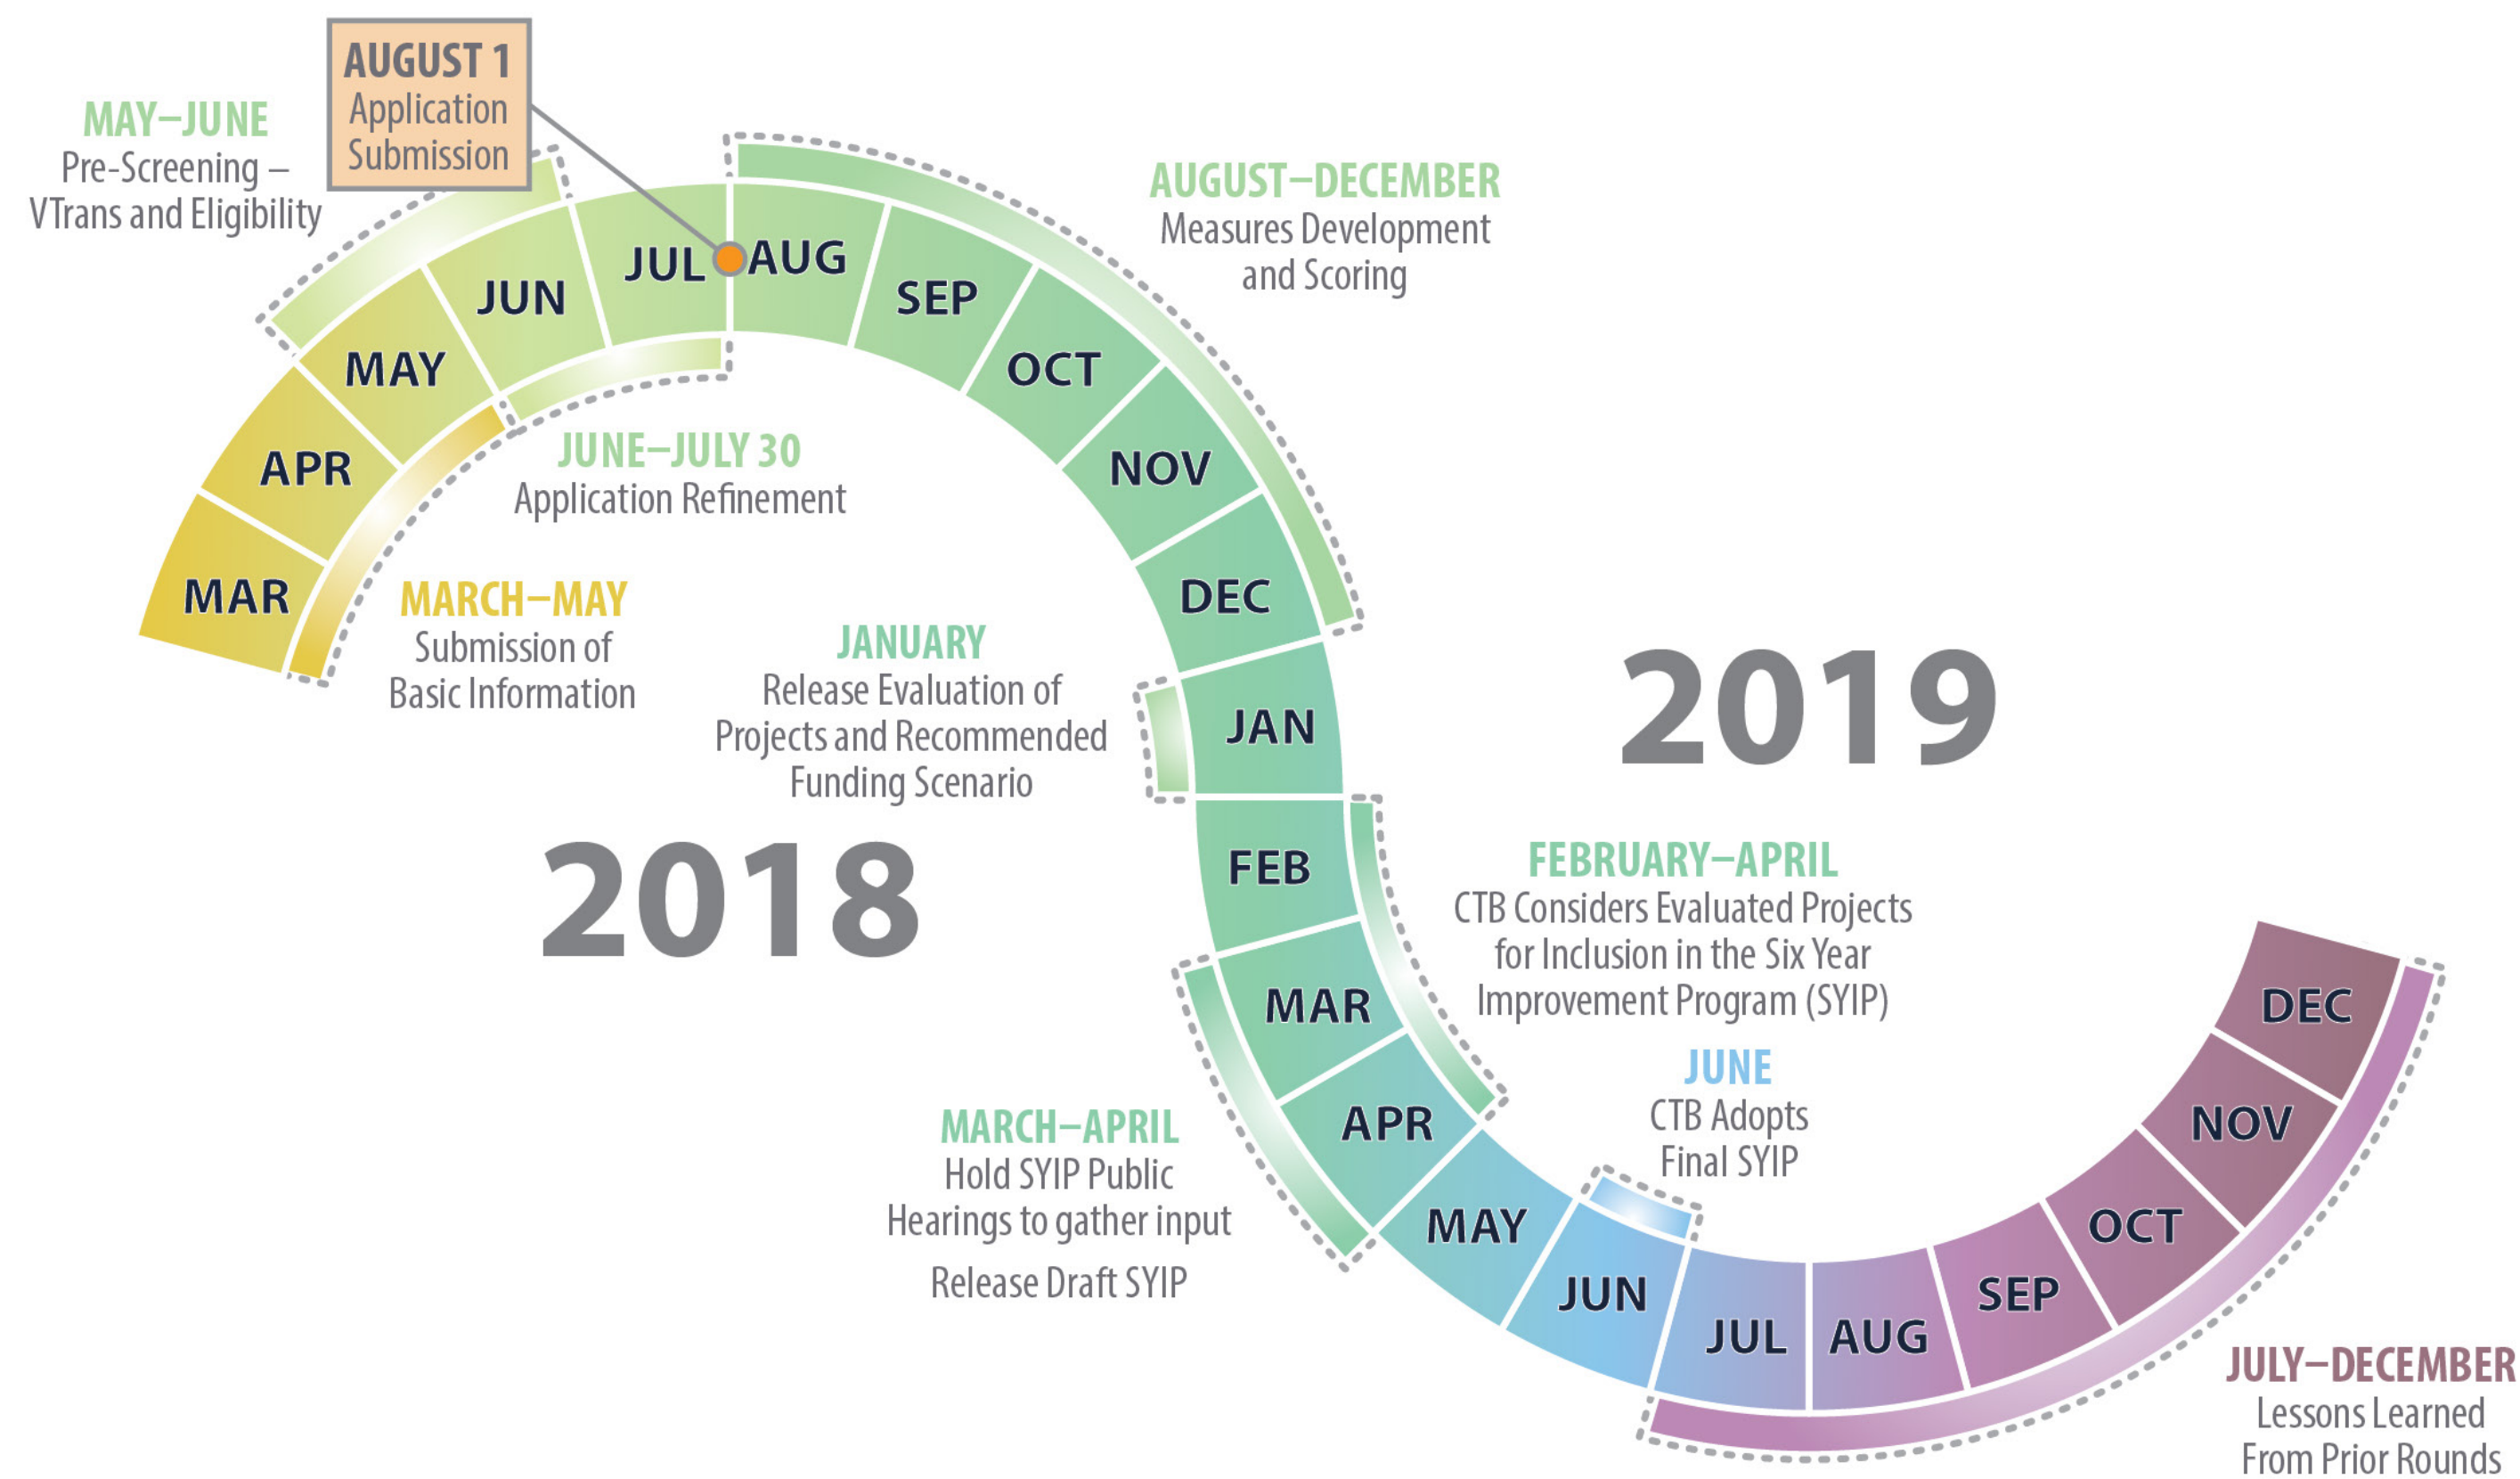 AUGUST 1
Application
Submission
MAY–JUNE
Pre-Screening –
VTrans and Eligibility
AUGUST–DECEMBER
Measures Development
and Scoring
MAR
APR
MAY
JUN
JUL
AUG
SEP
OCT
NOV
DEC
JAN
FEB
MAR
APR
MAY
JUN
JUL
AUG
SEP
OCT
NOV
DEC
JUNE–JULY 30
Application Refinement
MARCH–MAY
Submission of
Basic Information
JANUARY
Release Evaluation of
Projects and Recommended
Funding Scenario
2018
2019
FEBRUARY–APRIL
CTB Considers Evaluated Projects
for Inclusion in the Six Year
Improvement Program (SYIP)
JUNE
CTB Adopts
Final SYIP
MARCH–APRIL
Hold SYIP Public
Hearings to gather input
Release Draft SYIP
JULY–DECEMBER
Lessons Learned
From Prior Rounds